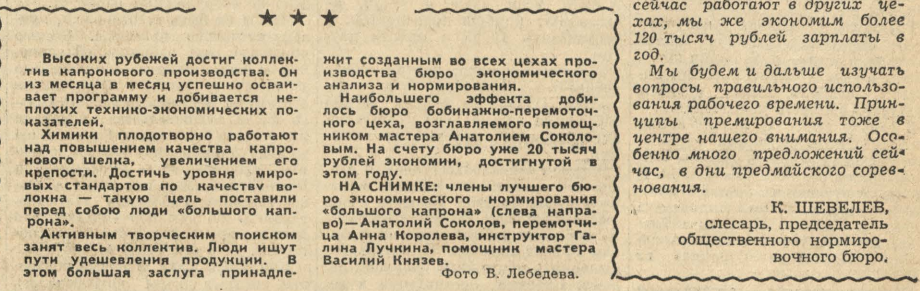 ★ ★ ★
Высоких рубежей достиг коллек-
тив капронового производства. Он
из месяца в месяц успешно осваи-
вает программу и добивается не-
плохих технико-экономических по-
казателей.
Химики плодотворно работают
над повышением качества капро-
нового шелка, увеличением его
крепости. Достичь уровня миро-
вых стандартов по качеству во-
локна — такую цель поставили
перед собою люди «большого кап-
рона».
Активным творческим поиском
занят весь коллектив. Люди ищут
пути удешевления продукции. В
этом большая заслуга принадле-
жит созданным во всех цехах про-
изводства бюро экономического
анализа и нормирования.
Наибольшего эффекта доби-
лось бюро бобинажно-перемоточ-
ного цеха, возглавляемого помощ-
ником мастера Анатолием Соколо-
вым. На счету бюро уже 20 тысяч
рублей экономии, достигнутой в
этом году.
НА СНИМКЕ: члены лучшего бю-
ро экономического нормирования
«большого капрона» (слева напра-
во)—Анатолий Соколов, перемотчи-
ца Анна Королева, инструктор Га-
лина Лучкина, помощник мастера
Василий Князев.
Фото В. Лебедева.
сейчас работают в других це-
хах, мы же экономим более
120 тысяч рублей зарплаты в
год.
Мы будем и дальше изучать
вопросы правильного использо-
вания рабочего времени. Прин-
ципы премирования тоже в
центре нашего внимания. Осо-
бенно много предложений сей-
час, в дни предмайского сорев-
нования.
К. ШЕВЕЛЕВ,
слесарь, председатель
общественного нормиро-
вочного бюро.